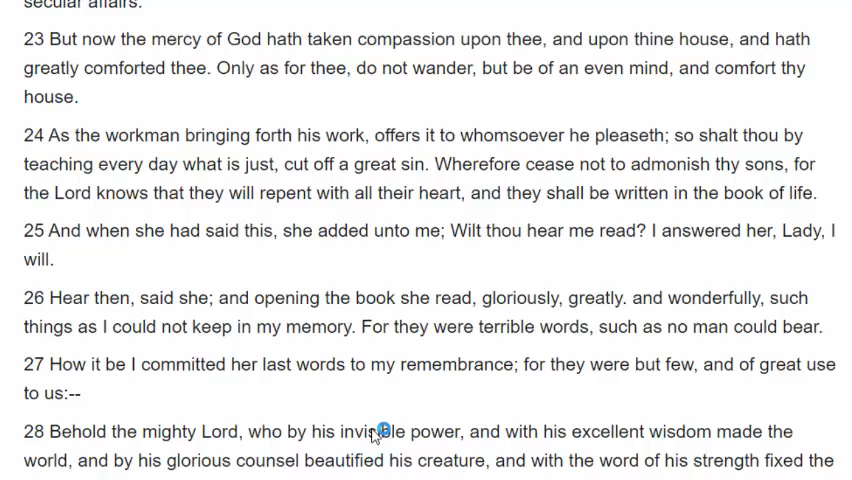 secular affairs.
23 But now the mercy of God hath taken compassion upon thee, and upon thine house, and hath
greatly comforted thee. Only as for thee, do not wander, but be of an even mind, and comfort thy
house.
24 As the workman bringing forth his work, offers it to whomsoever he pleaseth; so shalt thou by
teaching every day what is just, cut off a great sin. Wherefore cease not to admonish thy sons, for
the Lord knows that they will repent with all their heart, and they shall be written in the book of life.
25 And when she had said this, she added unto me; Wilt thou hear me read? I answered her, Lady, I
will.
26 Hear then, said she; and opening the book she read, gloriously, greatly. and wonderfully, such
things as I could not keep in my memory. For they were terrible words, such as no man could bear.
27 How it be I committed her last words to my remembrance; for they were but few, and of great use
to us:--
28 Behold the mighty Lord, who by his invisible power, and with his excellent wisdom made the
world, and by his glorious counsel beautified his creature, and with the word of his strength fixed the